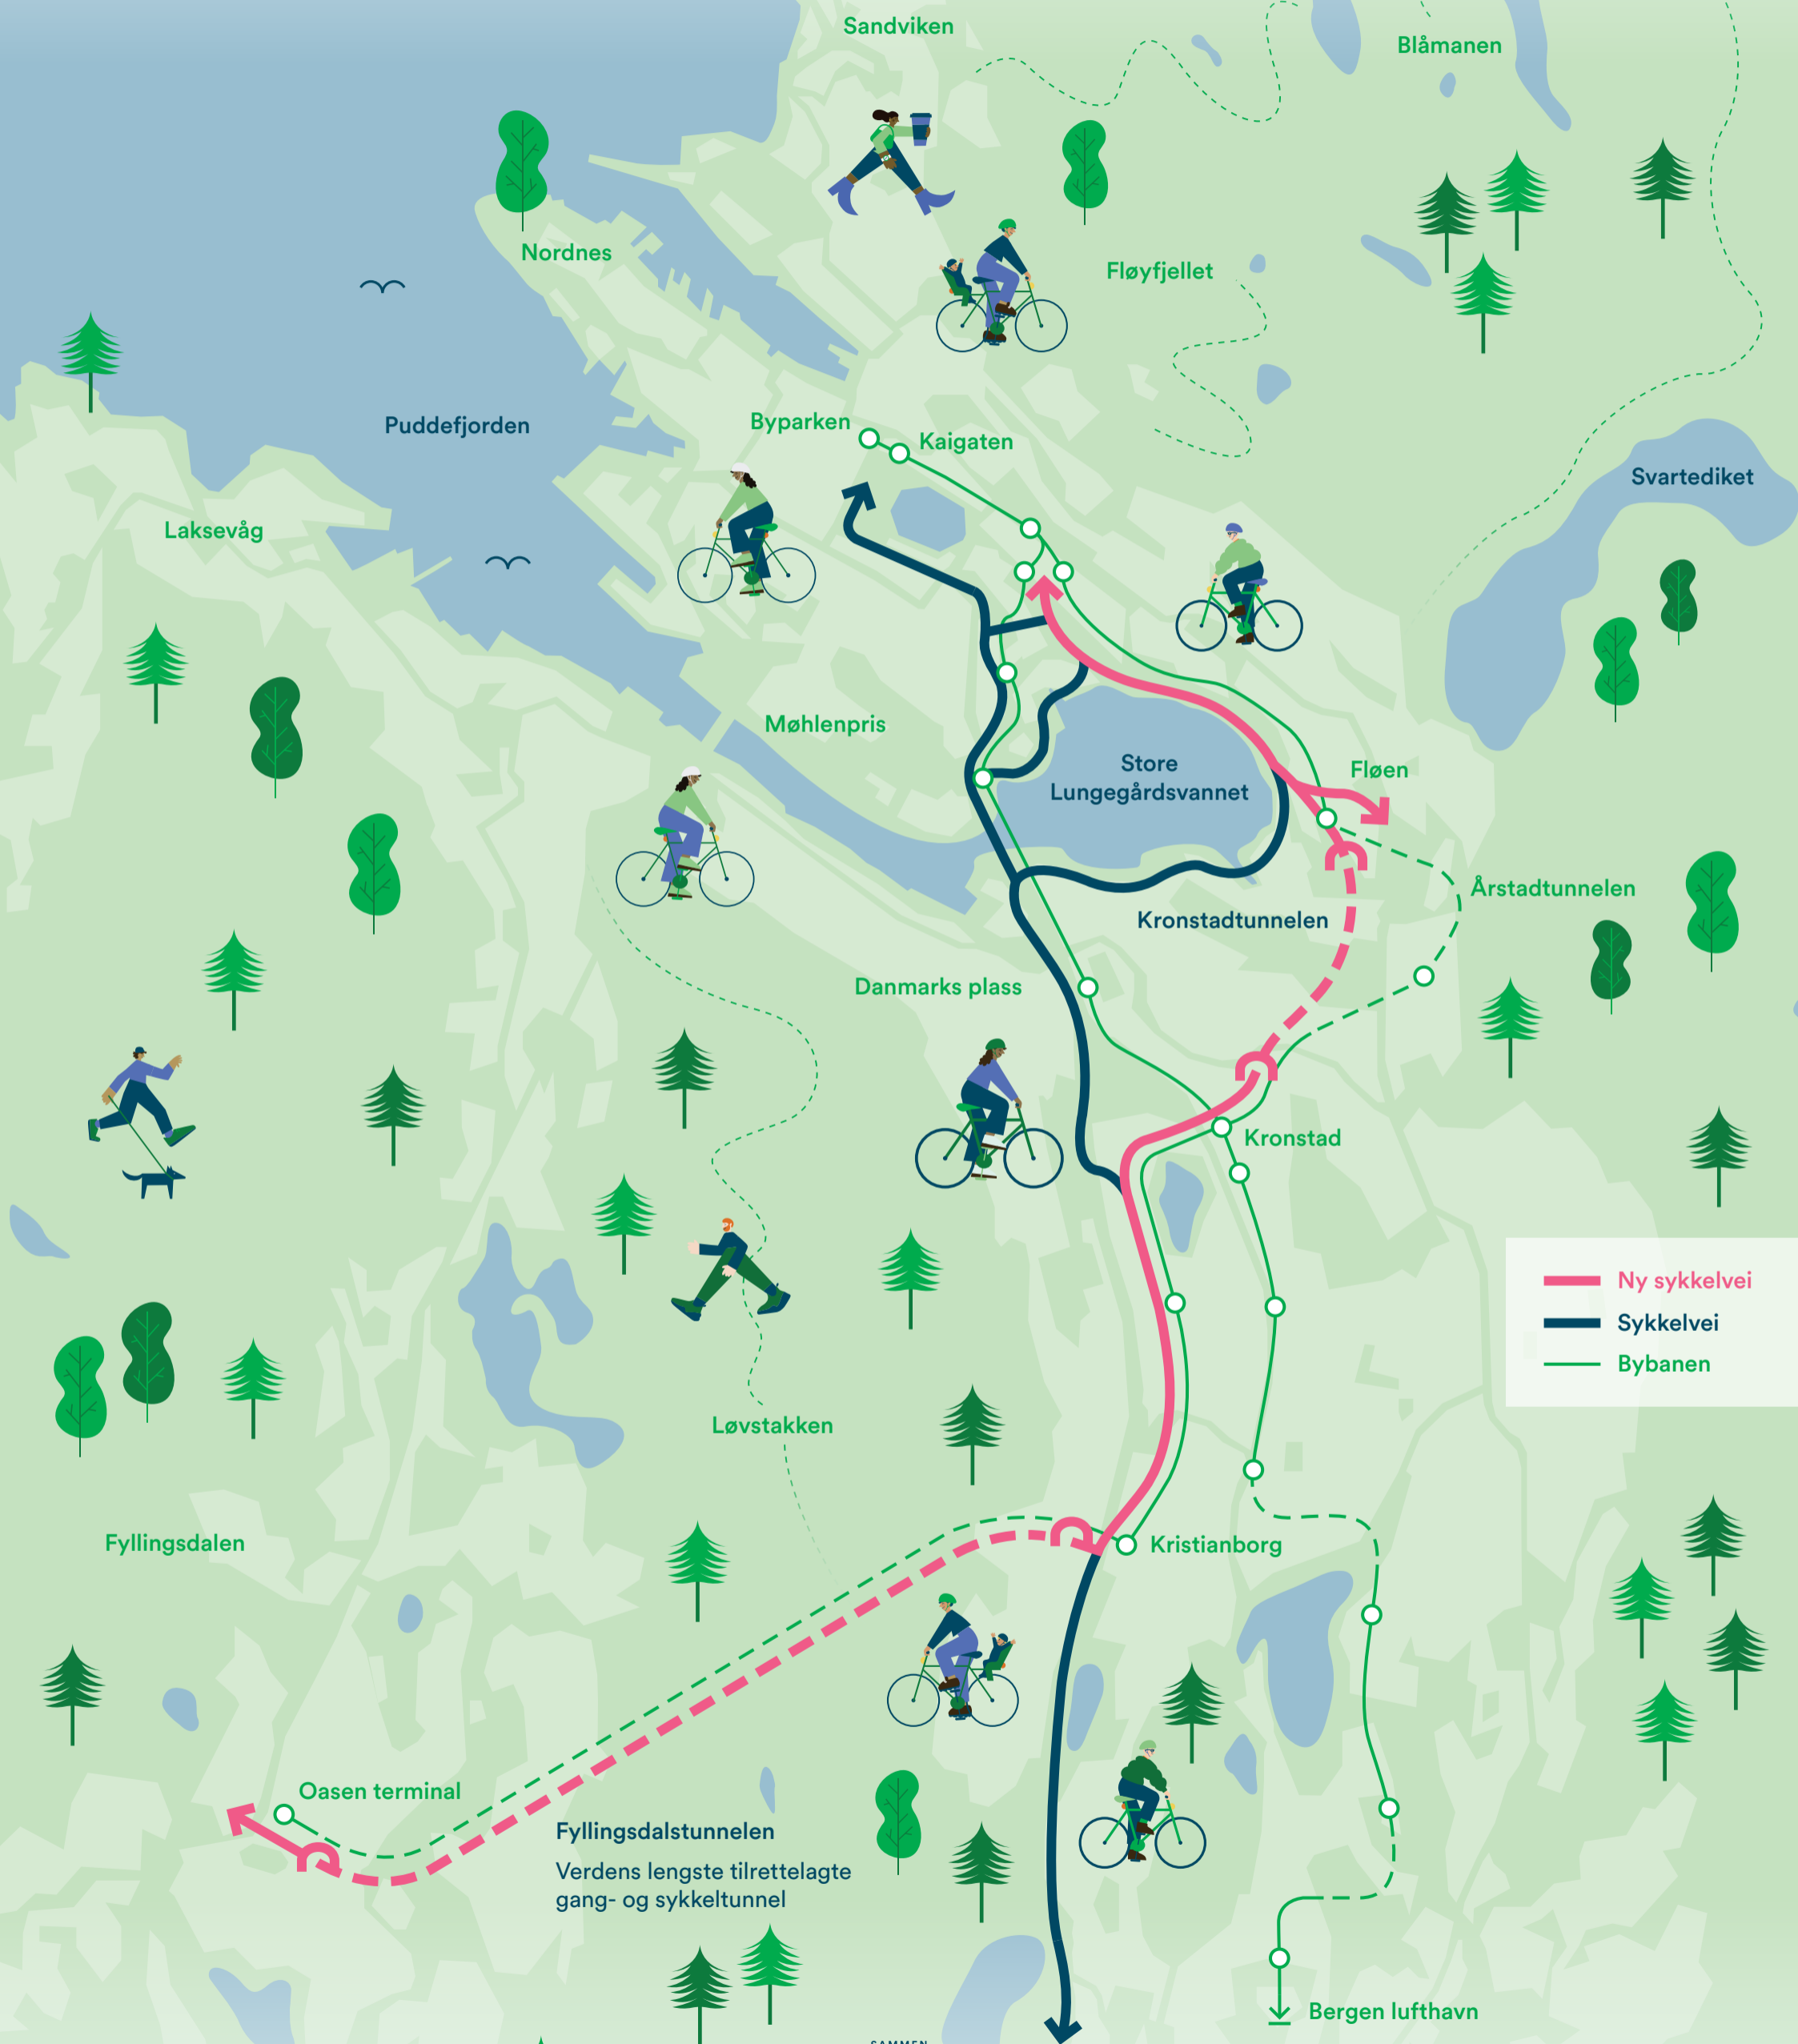 Sandviken
Blåmanen
Nordnes
Fløyfjellet
Puddefjorden
Byparken
Kaigaten
Svartediket
Laksevåg
Møhlenpris
Store
Lungegårdsvannet
Fløen
Årstadtunnelen
Kronstadtunnelen
Danmarks plass
Kronstad
Ny sykkelvei
Sykkelvei
Bybanen
Løvstakken
Fyllingsdalen
Kristianborg
Oasen terminal
Fyllingsdalstunnelen
Verdens lengste tilrettelagte
gang- og sykkeltunnel
Bergen lufthavn
SAMMEN